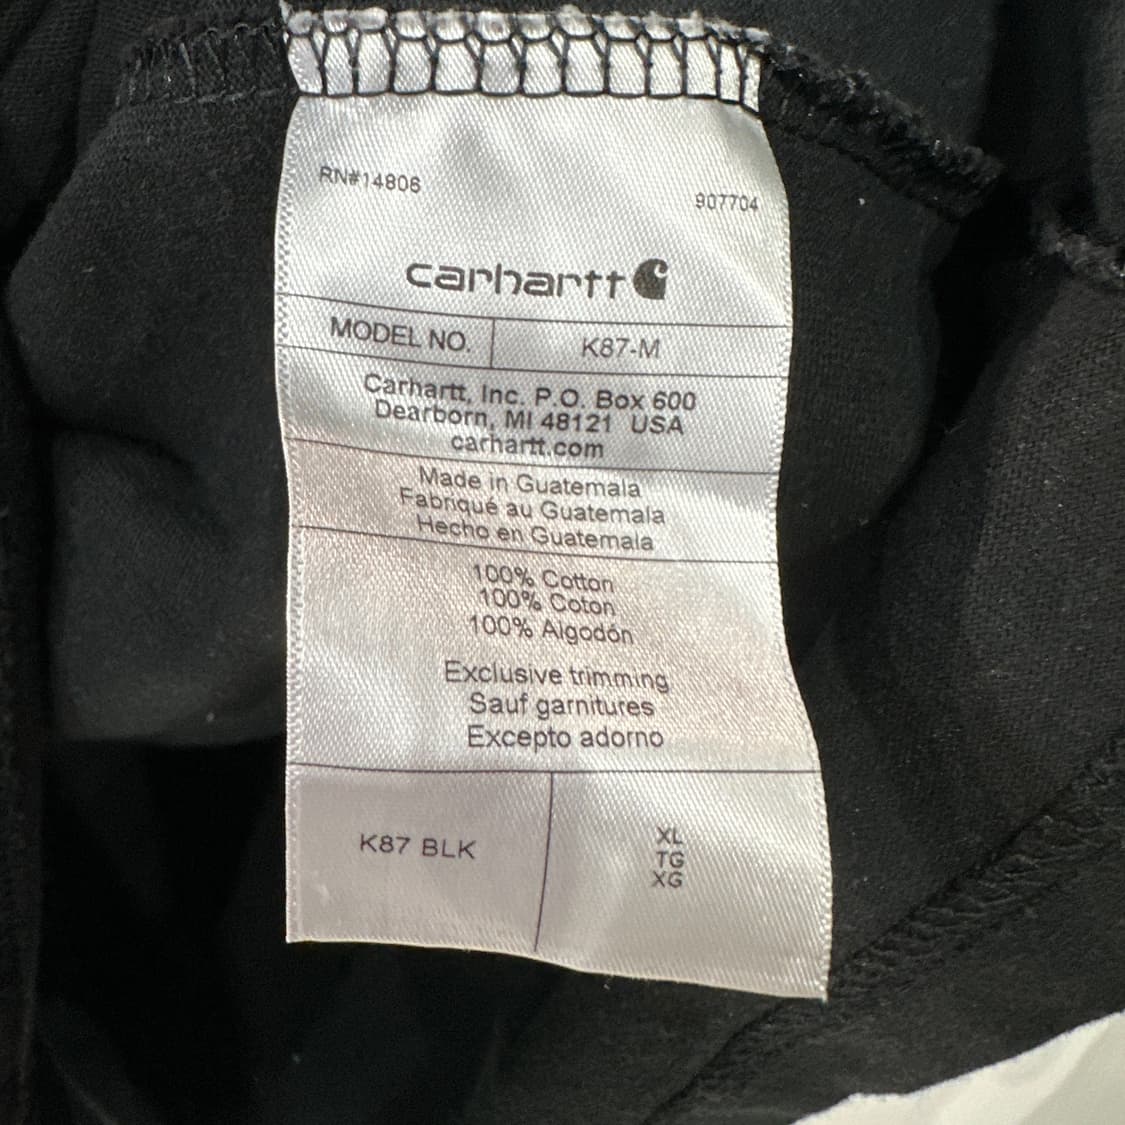 RN#14806
907704
carhartt
MODEL NO. K87-M
Carhartt, Inc. P.O. Box 600
Dearborn, MI 48121 USA
carhartt.com
Made in Guatemala
Fabriqué au Guatemala
Hecho en Guatemala
100% Cotton
100% Coton
100% Algodón
Exclusive trimming
Sauf garnitures
Excepto adorno
K87 BLK
XL
TG
XG